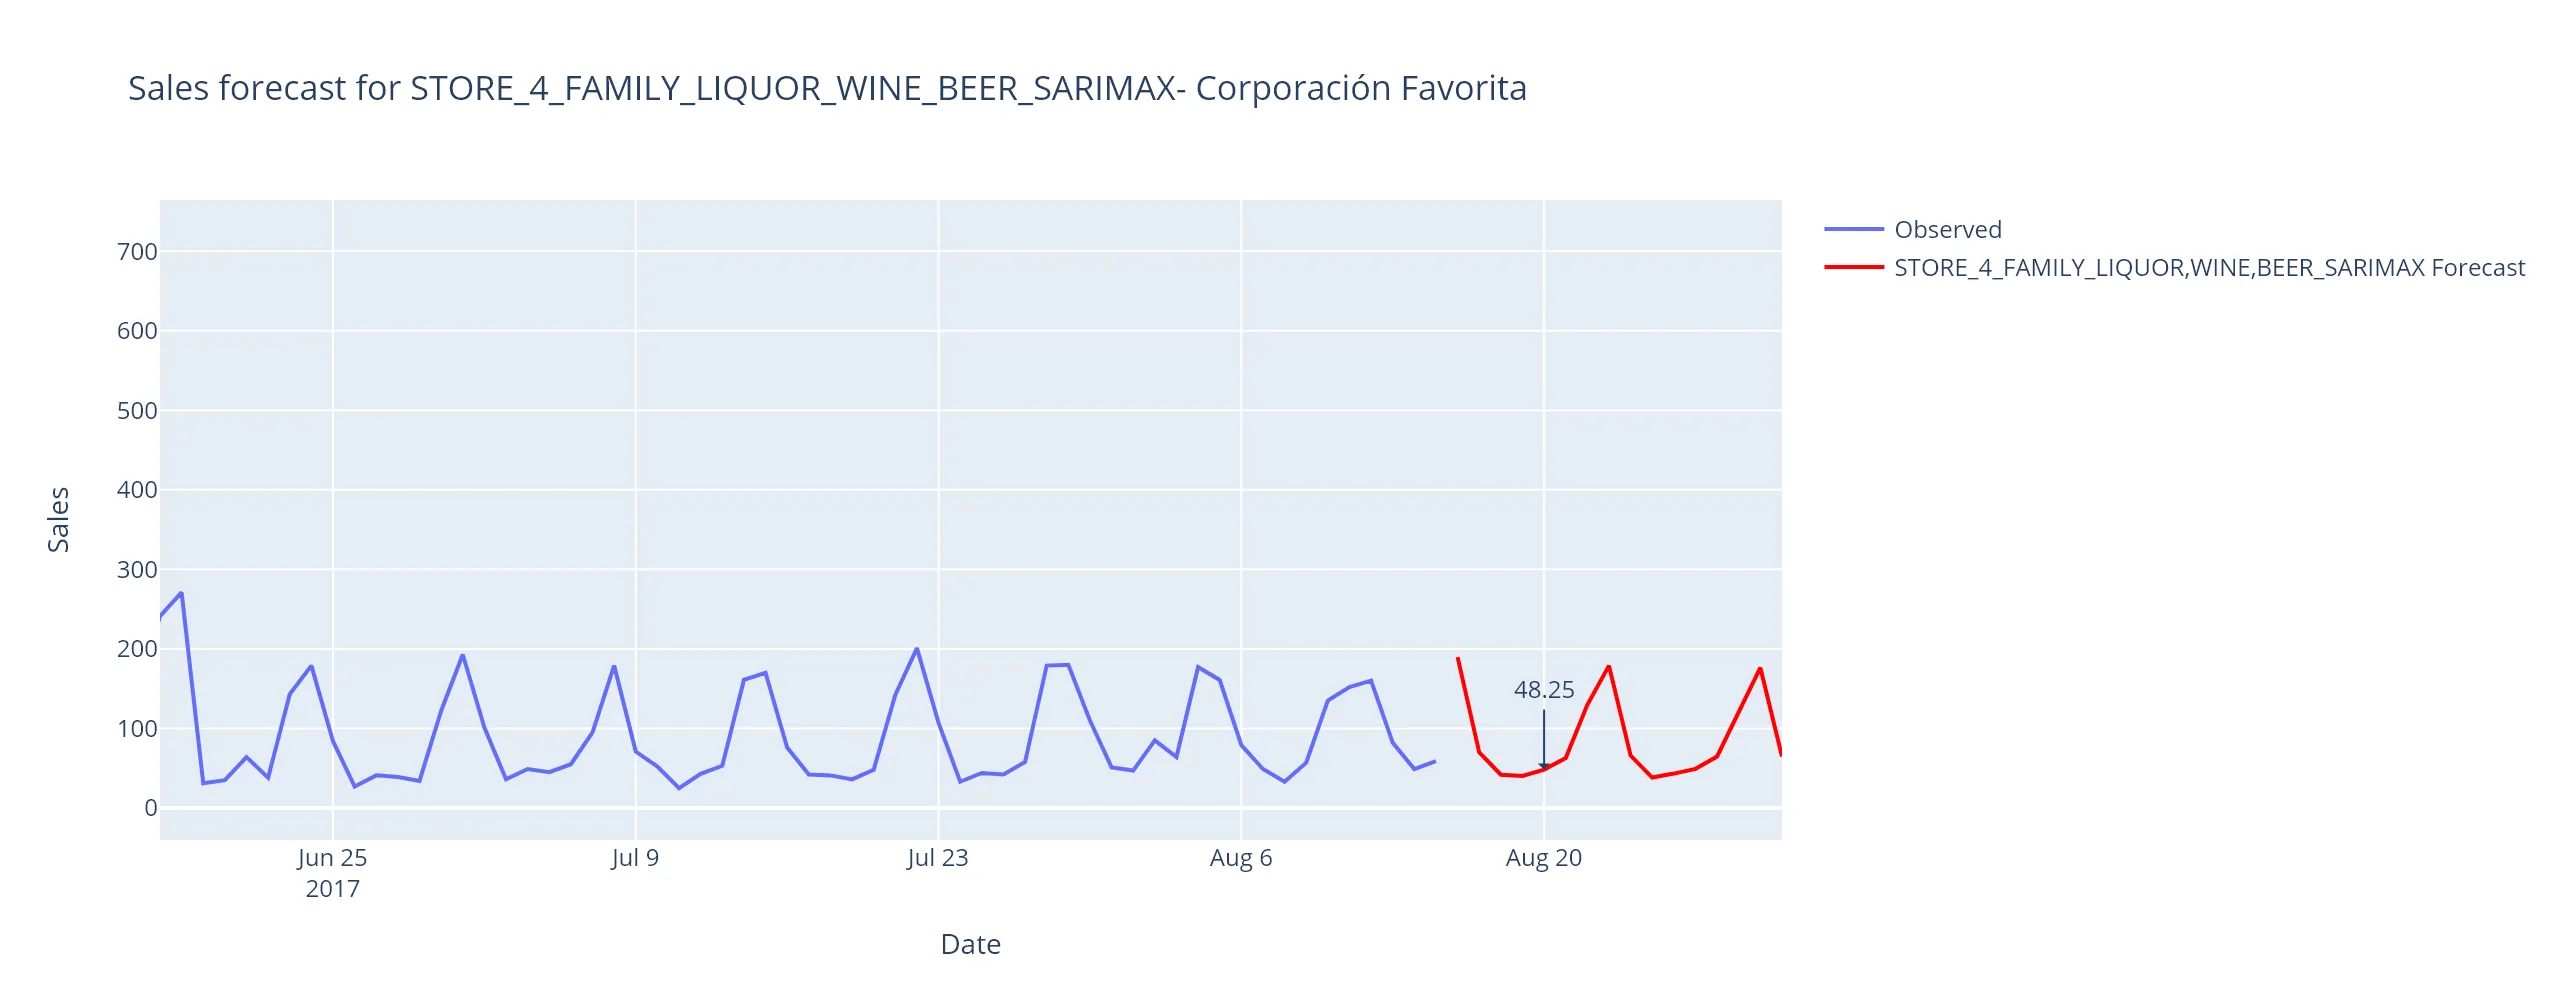 Sales forecast for STORE_4_FAMILY_LIQUOR_WINE_BEER_SARIMAX- Corporación Favorita
Observed
STORE_4_FAMILY_LIQUOR,WINE,BEER_SARIMAX Forecast
700
600
500
400
300
200
100
0
Sales
48.25
Jun 25
2017
Jul 9
Jul 23
Aug 6
Aug 20
Date